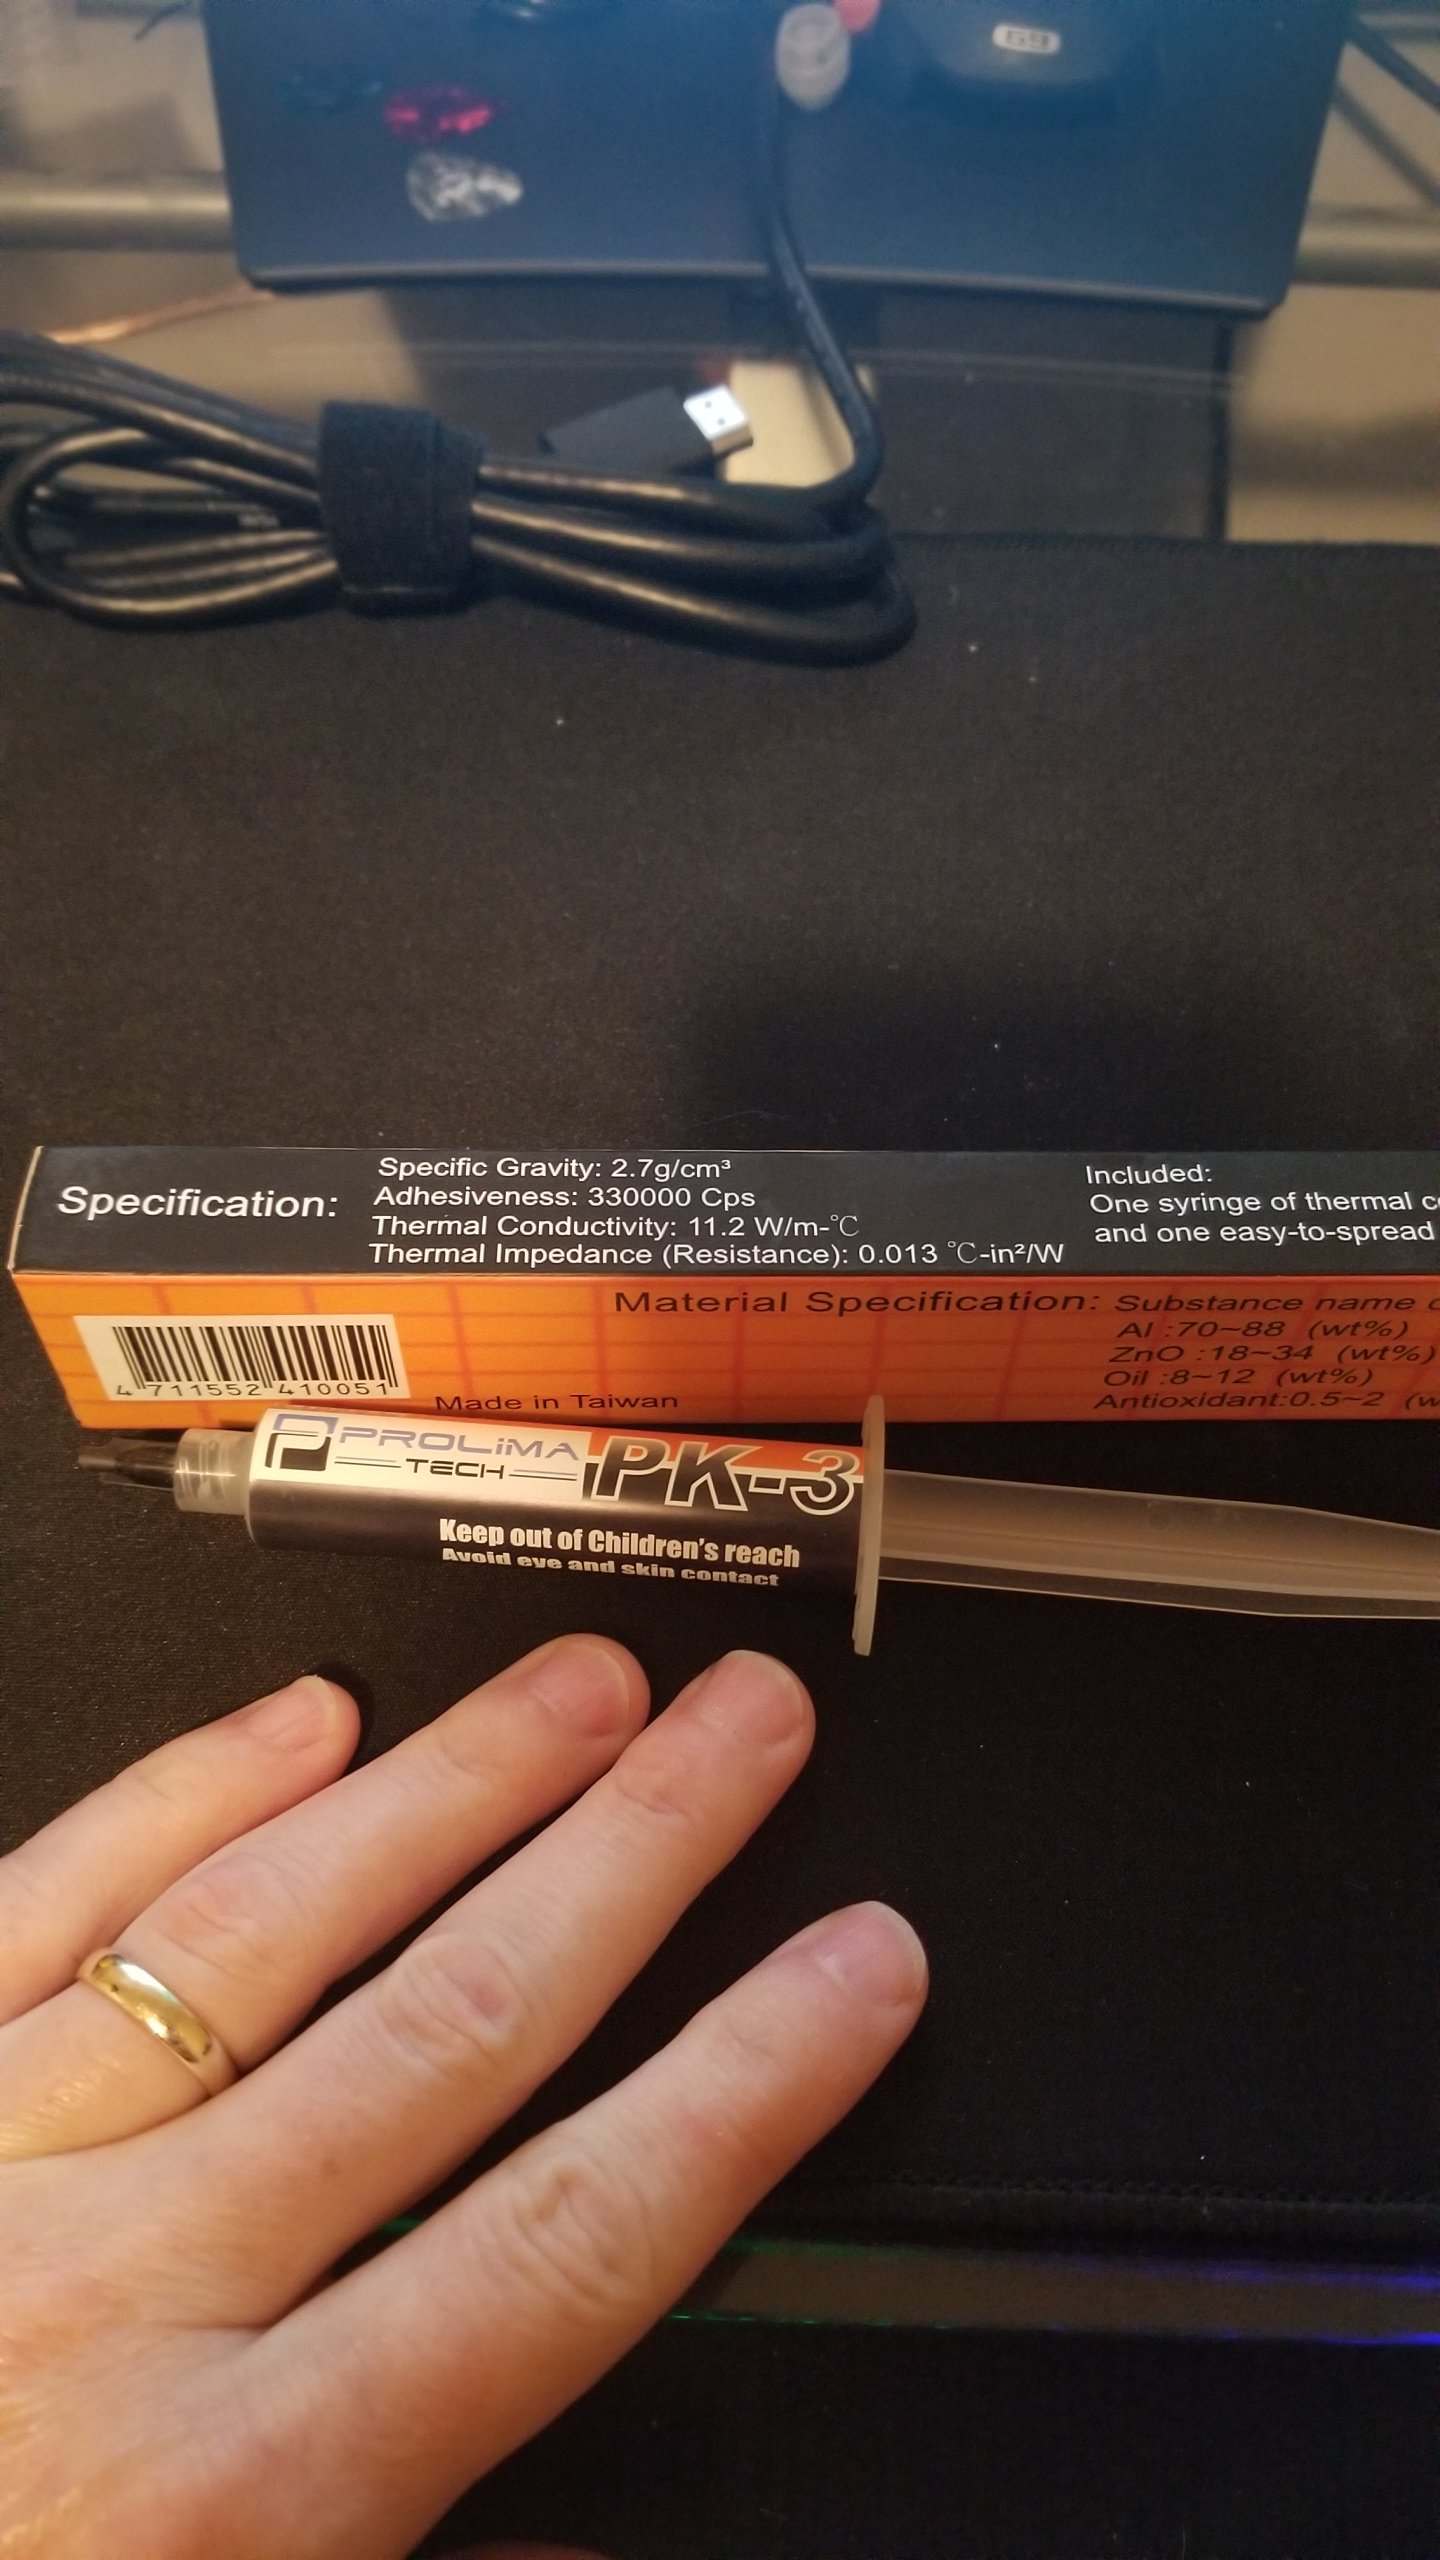 Specification:
Specific Gravity: 2.7g/cm³
Adhesiveness: 330000 Cps
Thermal Conductivity: 11.2 W/m-℃
Thermal Impedance (Resistance): 0.013 ℃-in²/W
Included:
One syringe of thermal
and one easy-to-spread
Material Specification: Substance name
Al :70~88 (wt%)
ZnO :18~34 (wt%)
Oil :8~12 (wt%)
Antioxidant:0.5~2
4 711552 410051
Made in Taiwan
PROLiMA
TECH
PK-3
Keep out of Children's reach
Avoid eye and skin contact